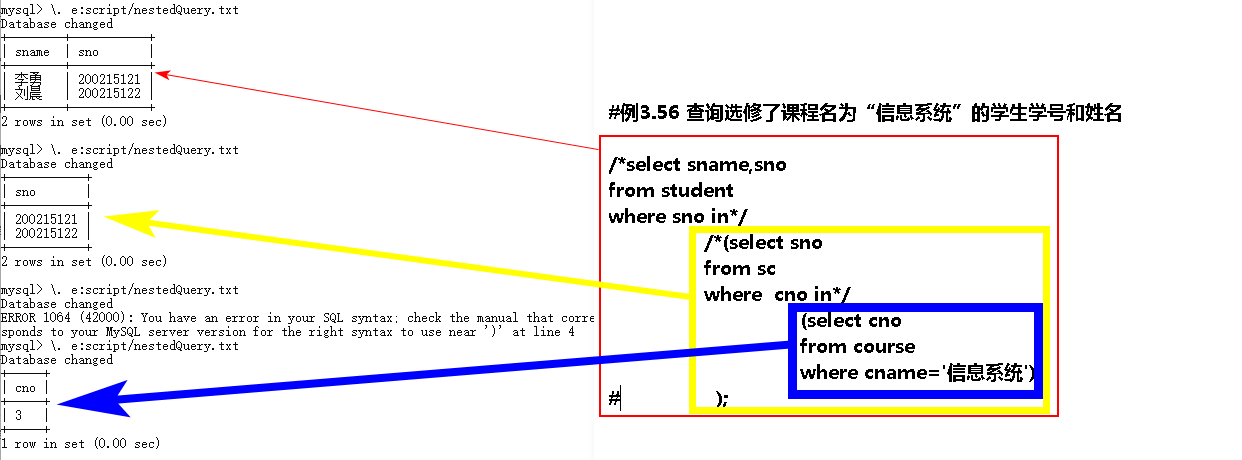 mysql> \. e:script/nestedQuery.txt
Database changed
sname sno
李勇 200215121
刘晨 200215122
2 rows in set (0.00 sec)
mysql> \. e:script/nestedQuery.txt
Database changed
sno
200215121
200215122
2 rows in set (0.00 sec)
mysql> \. e:script/nestedQuery.txt
Database changed
ERROR 1064 (42000): You have an error in your SQL syntax; check the manual that corre
sponds to your MySQL server version for the right syntax to use near ')' at line 4
mysql> \. e:script/nestedQuery.txt
Database changed
cno
3
1 row in set (0.00 sec)
#例3.56 查询选修了课程名为“信息系统”的学生学号和姓名
/*select sname,sno
from student
where sno in*/
/*(select sno
from sc
where cno in*/
(select cno
from course
where cname='信息系统')
# );